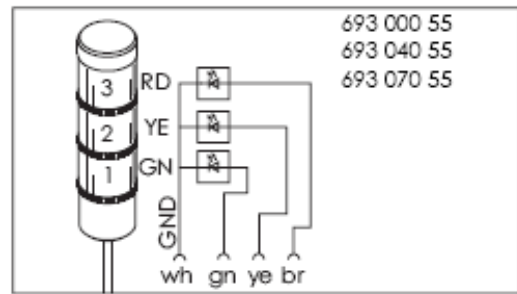 693 000 55
693 040 55
693 070 55
3 RD
2 YE
1 GN
GND
wh gn ye br